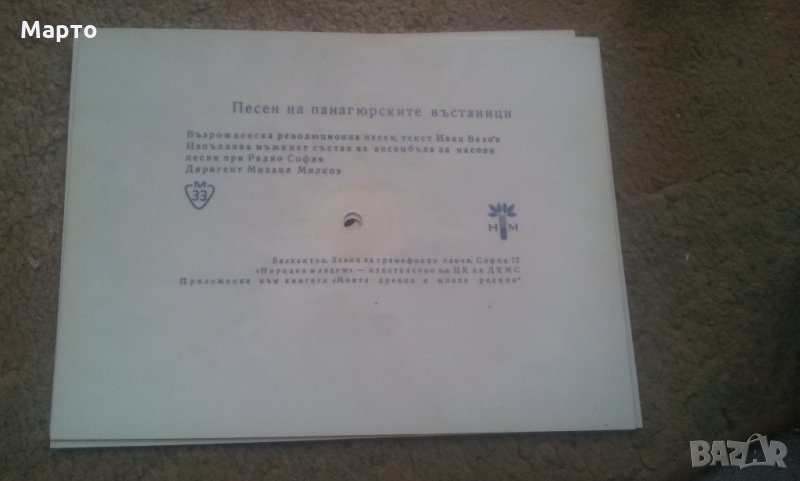 Марто
Песен на панагюрските въстаници
Възрожденска революционна песен, текст Иван Вазов
Изпълнява мъжкият състав на ансамбъла за масови
песни при Радио София
Диригент Михаил Милков
М
33
Н М
Балкантон, Завод за грамофонни плочи, София 12
«Народна младеж» — издателство на ЦК на ДКМС
Приложение към книгата «Моята древна и млада родина»
BAZAR